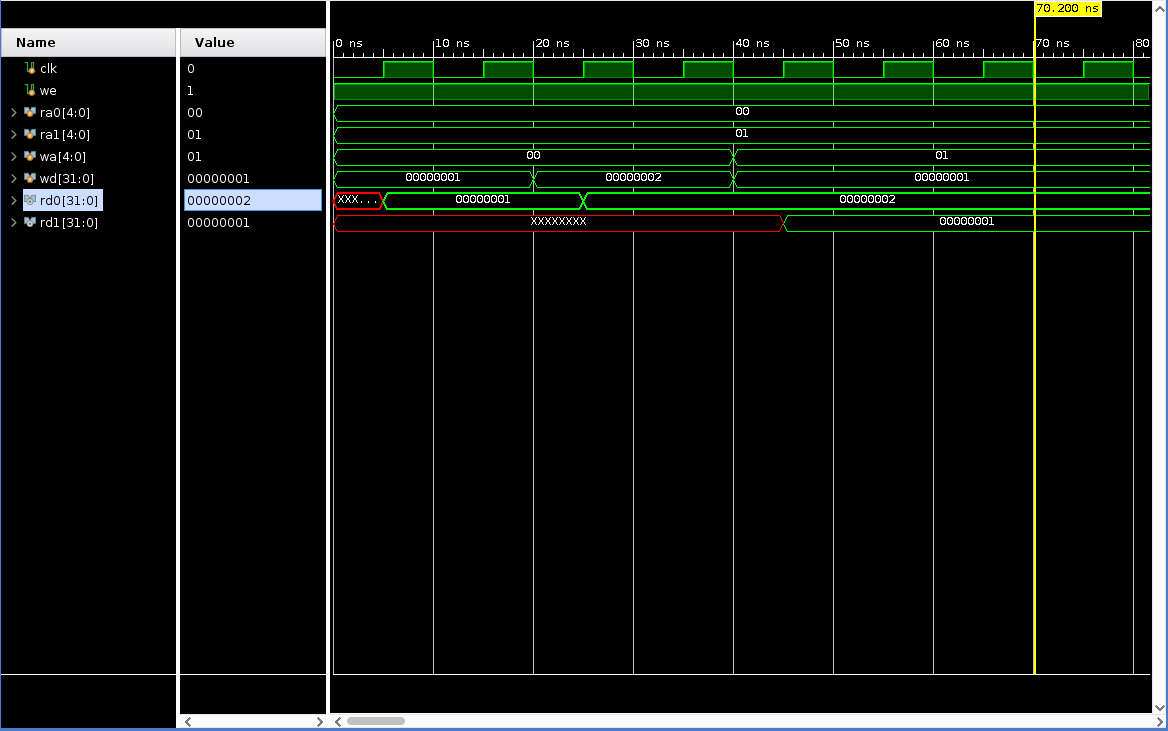 70.200 ns
Name Value
0 ns 10 ns 20 ns 30 ns 40 ns 50 ns 60 ns 70 ns 80
clk 0
we 1
ra0[4:0] 00 00
ra1[4:0] 01 01
wa[4:0] 01 00 01
wd[31:0] 00000001 00000001 00000002 00000001
rd0[31:0] 00000002 XXX... 00000001 00000002
rd1[31:0] 00000001 XXXXXXXX 00000001